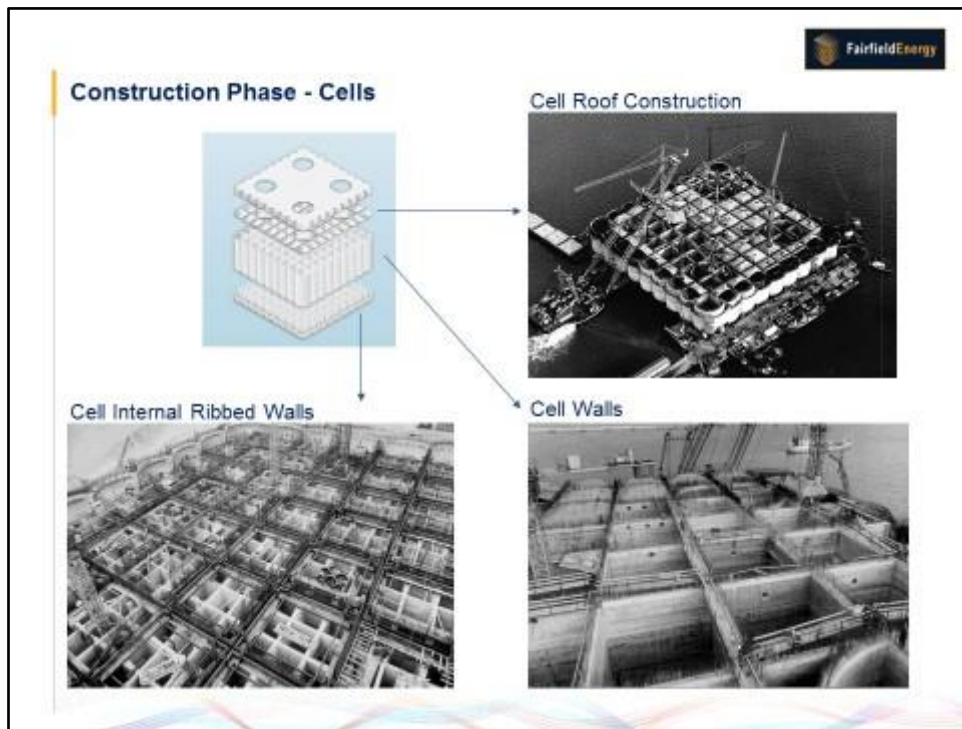 FairfieldEnergy
Construction Phase - Cells
Cell Roof Construction
Cell Internal Ribbed Walls
Cell Walls